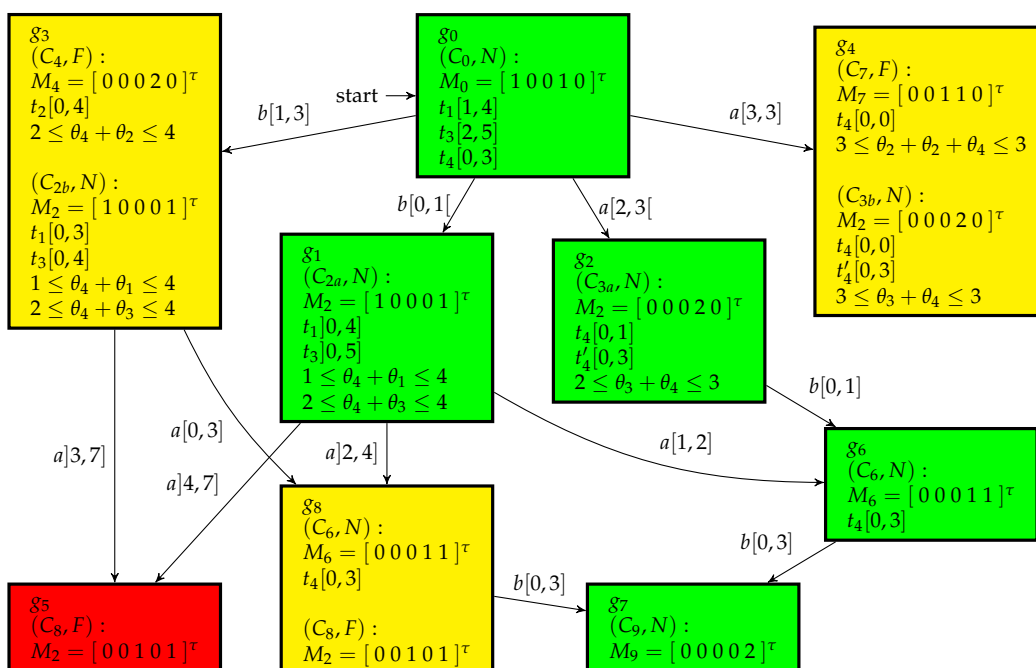 g₃
(C₄, F) :
M₄ = [ 0 0 0 2 0 ]^τ
t₂[0, 4]
2 ≤ θ₄ + θ₂ ≤ 4
(C₂b, N) :
M₂ = [ 1 0 0 0 1 ]^τ
t₁[0, 3]
t₃[0, 4]
1 ≤ θ₄ + θ₁ ≤ 4
2 ≤ θ₄ + θ₃ ≤ 4
b[1, 3]
start
g₀
(C₀, N) :
M₀ = [ 1 0 0 1 0 ]^τ
t₁[1, 4]
t₃[2, 5]
t₄[0, 3]
a[3, 3]
g₄
(C₇, F) :
M₇ = [ 0 0 1 1 0 ]^τ
t₄[0, 0]
3 ≤ θ₂ + θ₂ + θ₄ ≤ 3
(C₃b, N) :
M₂ = [ 0 0 0 2 0 ]^τ
t₄[0, 0]
t′₄[0, 3]
3 ≤ θ₃ + θ₄ ≤ 3
b[0, 1[
a[2, 3[
g₁
(C₂a, N) :
M₂ = [ 1 0 0 0 1 ]^τ
t₁]0, 4]
t₃]0, 5]
1 ≤ θ₄ + θ₁ ≤ 4
2 ≤ θ₄ + θ₃ ≤ 4
g₂
(C₃a, N) :
M₂ = [ 0 0 0 2 0 ]^τ
t₄[0, 1]
t′₄[0, 3]
2 ≤ θ₃ + θ₄ ≤ 3
b[0, 1]
a]3, 7]
a[0, 3]
a]4, 7]
a]2, 4]
a[1, 2]
g₆
(C₆, N) :
M₆ = [ 0 0 0 1 1 ]^τ
t₄[0, 3]
g₈
(C₆, N) :
M₆ = [ 0 0 0 1 1 ]^τ
t₄[0, 3]
(C₈, F) :
M₂ = [ 0 0 1 0 1 ]^τ
b[0, 3]
b[0, 3]
g₅
(C₈, F) :
M₂ = [ 0 0 1 0 1 ]^τ
g₇
(C₉, N) :
M₉ = [ 0 0 0 0 2 ]^τ